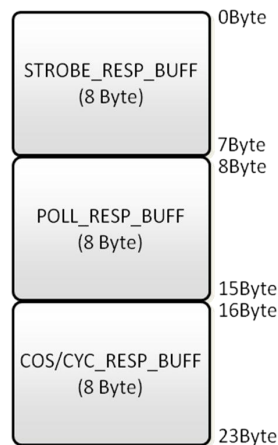 0Byte
STROBE_RESP_BUFF
(8 Byte)
7Byte
8Byte
POLL_RESP_BUFF
(8 Byte)
15Byte
16Byte
COS/CYC_RESP_BUFF
(8 Byte)
23Byte